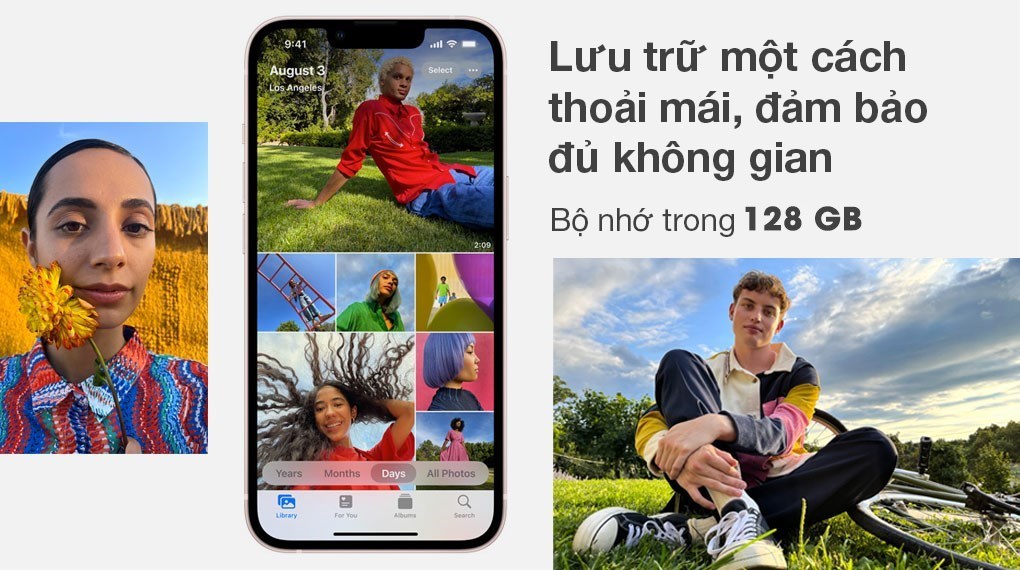 9:41
August 3
Select
Los Angeles
2:09
Years Months Days All Photos
Library For You Albums Search
Lưu trữ một cách
thoải mái, đảm bảo
đủ không gian
Bộ nhớ trong 128 GB